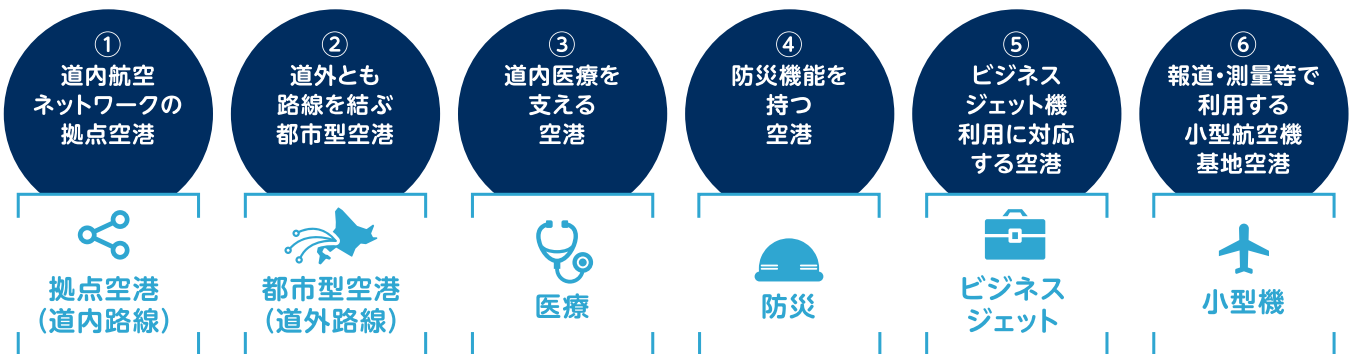 ①
道内航空
ネットワークの
拠点空港
②
道外とも
路線を結ぶ
都市型空港
③
道内医療を
支える
空港
④
防災機能を
持つ
空港
⑤
ビジネス
ジェット機
利用に対応
する空港
⑥
報道・測量等で
利用する
小型航空機
基地空港
拠点空港
（道内路線）
都市型空港
（道外路線）
医療
防災
ビジネス
ジェット
小型機